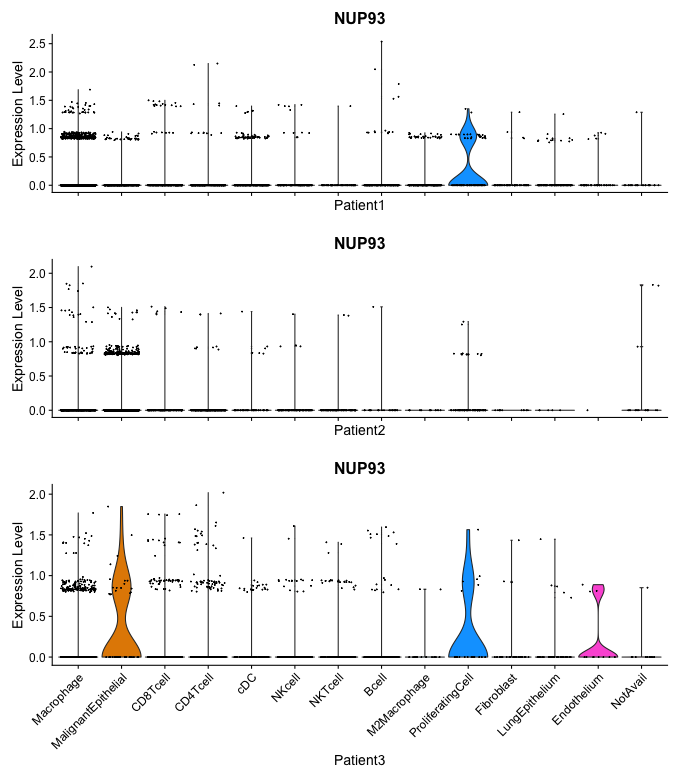 NUP93
Expression Level
2.5
2.0
1.5
1.0
0.5
0.0
Patient1
NUP93
Expression Level
2.0
1.5
1.0
0.5
0.0
Patient2
NUP93
Expression Level
2.0
1.5
1.0
0.5
0.0
Macrophage
MalignantEpithelial
CD8Tcell
CD4Tcell
cDC
NKcell
NKTcell
Bcell
M2Macrophage
ProliferatingCell
Fibroblast
LungEpithelium
Endothelium
NotAvail
Patient3